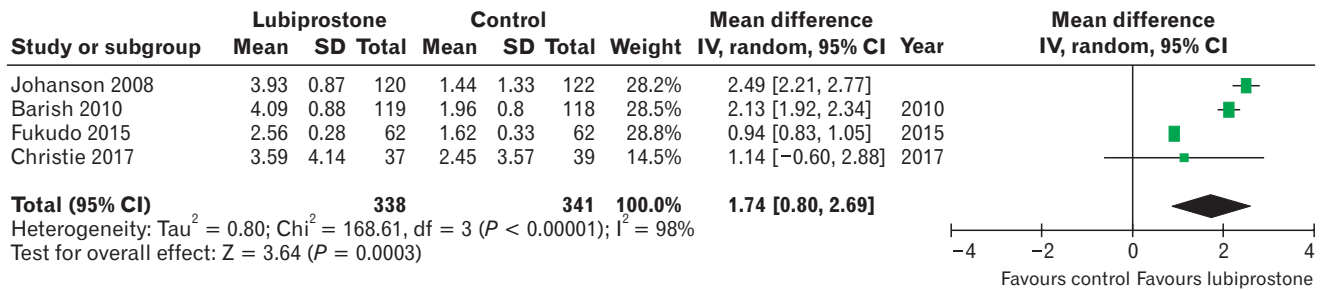 Lubiprostone Control Mean difference Mean difference
Study or subgroup Mean SD Total Mean SD Total Weight IV, random, 95% CI Year IV, random, 95% CI
Johanson 2008 3.93 0.87 120 1.44 1.33 122 28.2% 2.49 [2.21, 2.77]
Barish 2010 4.09 0.88 119 1.96 0.8 118 28.5% 2.13 [1.92, 2.34] 2010
Fukudo 2015 2.56 0.28 62 1.62 0.33 62 28.8% 0.94 [0.83, 1.05] 2015
Christie 2017 3.59 4.14 37 2.45 3.57 39 14.5% 1.14 [−0.60, 2.88] 2017
Total (95% CI) 338 341 100.0% 1.74 [0.80, 2.69]
Heterogeneity: Tau² = 0.80; Chi² = 168.61, df = 3 (P < 0.00001); I² = 98%
Test for overall effect: Z = 3.64 (P = 0.0003)
−4 −2 0 2 4
Favours control Favours lubiprostone